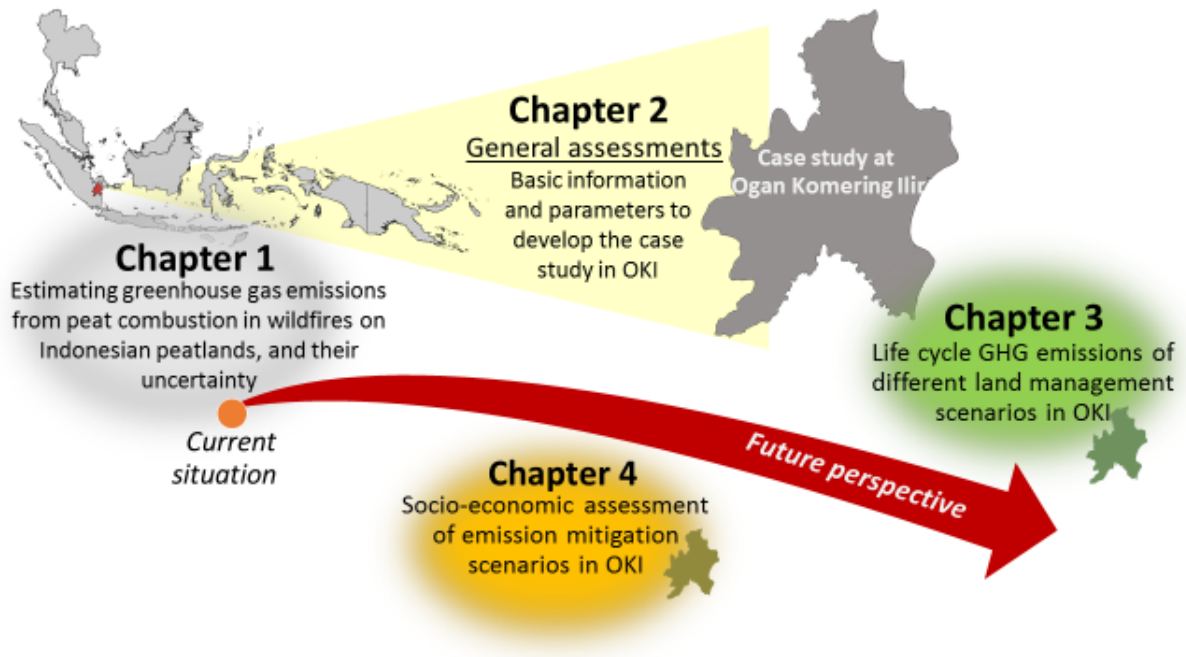 Chapter 1
Estimating greenhouse gas emissions
from peat combustion in wildfires on
Indonesian peatlands, and their
uncertainty
Current
situation
Chapter 2
General assessments
Basic information
and parameters to
develop the case
study in OKI
Case study at
Ogan Komering Ilir
Chapter 3
Life cycle GHG emissions of
different land management
scenarios in OKI
Future perspective
Chapter 4
Socio-economic assessment
of emission mitigation
scenarios in OKI